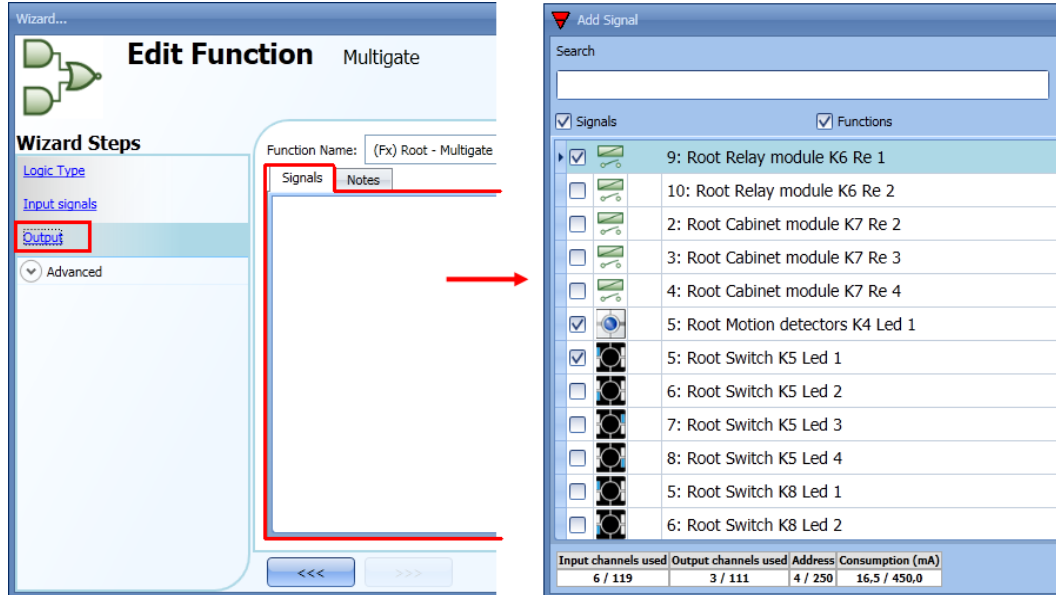 Wizard...
Edit Function Multigate
Wizard Steps
Logic Type
Input signals
Output
Advanced
Function Name: (Fx) Root - Multigate
Signals Notes
<<< >>>
Add Signal
Search
Signals Functions
9: Root Relay module K6 Re 1
10: Root Relay module K6 Re 2
2: Root Cabinet module K7 Re 2
3: Root Cabinet module K7 Re 3
4: Root Cabinet module K7 Re 4
5: Root Motion detectors K4 Led 1
5: Root Switch K5 Led 1
6: Root Switch K5 Led 2
7: Root Switch K5 Led 3
8: Root Switch K5 Led 4
5: Root Switch K8 Led 1
6: Root Switch K8 Led 2
Input channels used Output channels used Address Consumption (mA)
6 / 119 3 / 111 4 / 250 16,5 / 450,0